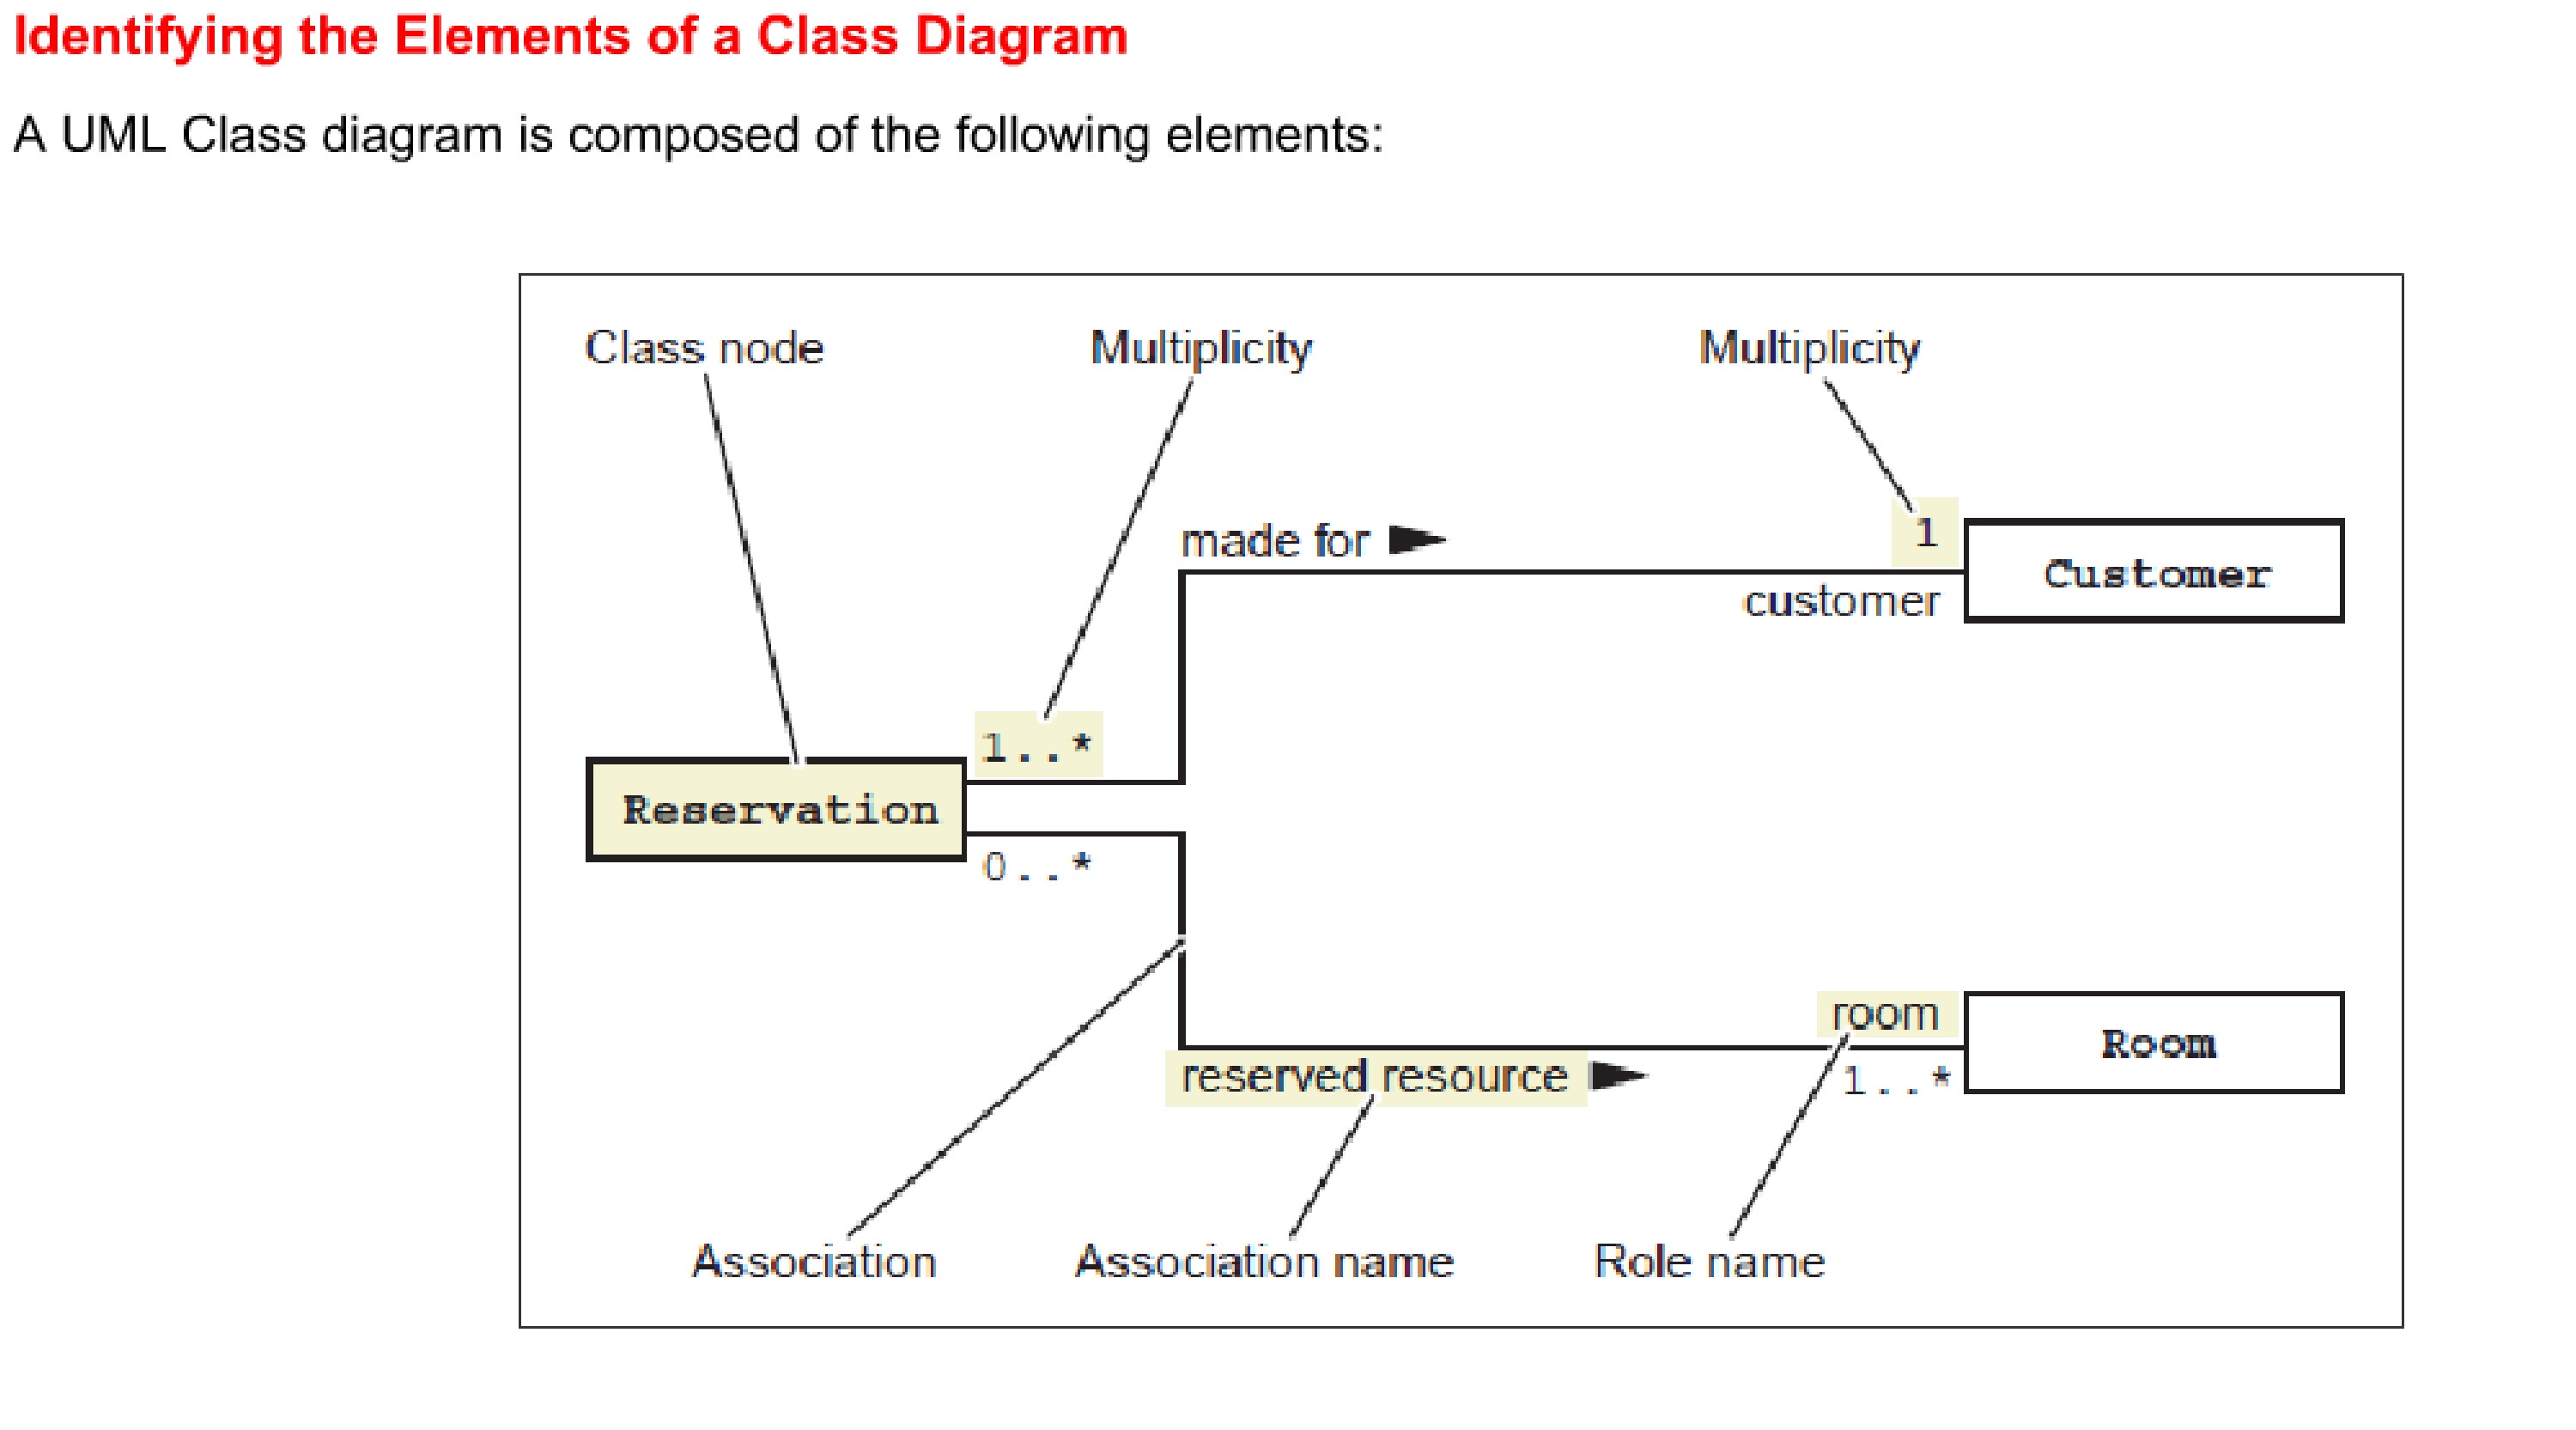 Identifying the Elements of a Class Diagram
A UML Class diagram is composed of the following elements:
Class node
Multiplicity
Multiplicity
made for
1
Customer
customer
1..*
Reservation
0..*
room
Room
reserved resource
1..*
Association
Association name
Role name